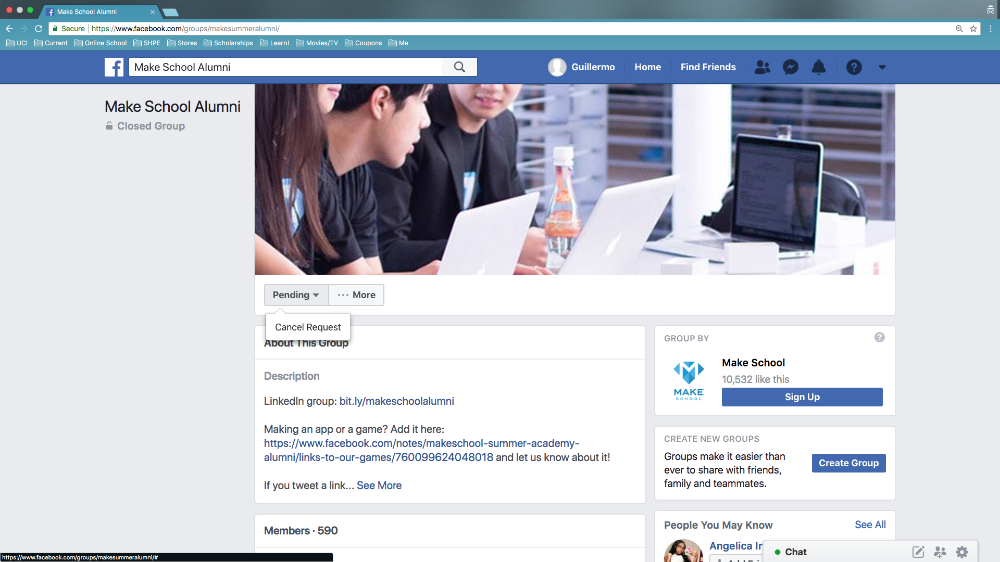 Make School Alumni
Secure https://www.facebook.com/groups/makesummeralumni/
UCI Current Online School SHPE Stores Scholarships Learn! Movies/TV Coupons Me
Make School Alumni
Guillermo Home Find Friends
Make School Alumni
Closed Group
Pending More
Cancel Request
About This Group
Description
LinkedIn group: bit.ly/makeschoolalumni
Making an app or a game? Add it here:
https://www.facebook.com/notes/makeschool-summer-academy-
alumni/links-to-our-games/760099624048018 and let us know about it!
If you tweet a link... See More
Members · 590
GROUP BY
MAKE
SCHOOL
Make School
10,532 like this
Sign Up
CREATE NEW GROUPS
Groups make it easier than
ever to share with friends,
family and teammates.
Create Group
People You May Know See All
Angelica
Chat
https://www.facebook.com/groups/makesummeralumni/#